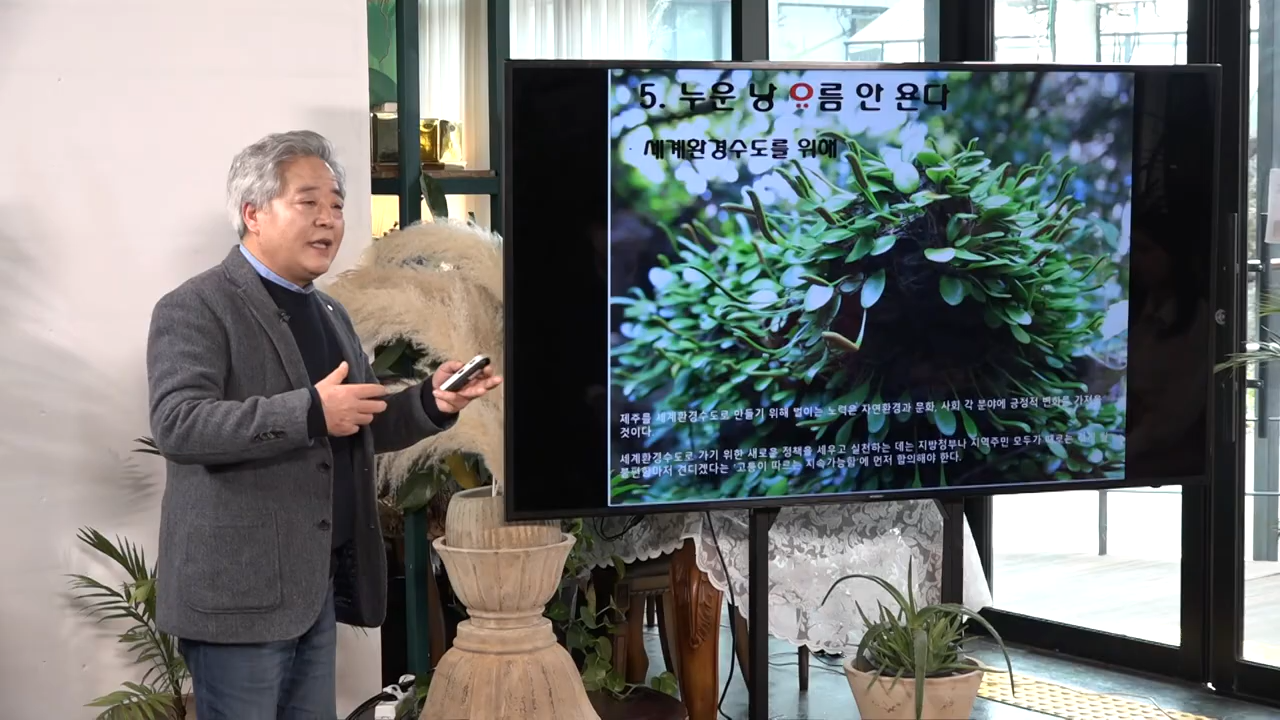 5. 누운 낭 ᄋᆢ름 안 욘다
· 세계환경수도를 위해
제주를 세계환경수도로 만들기 위해 벌이는 노력은 자연환경과 문화, 사회 각 분야에 긍정적 변화를 가져올
것이다
세계환경수도로 가기 위한 새로운 정책을 세우고 실천하는 데는 지방정부나 지역주민 모두가 때로는
불편함마저 견디겠다는 '고통이 따르는 지속가능함'에 먼저 합의해야 한다.